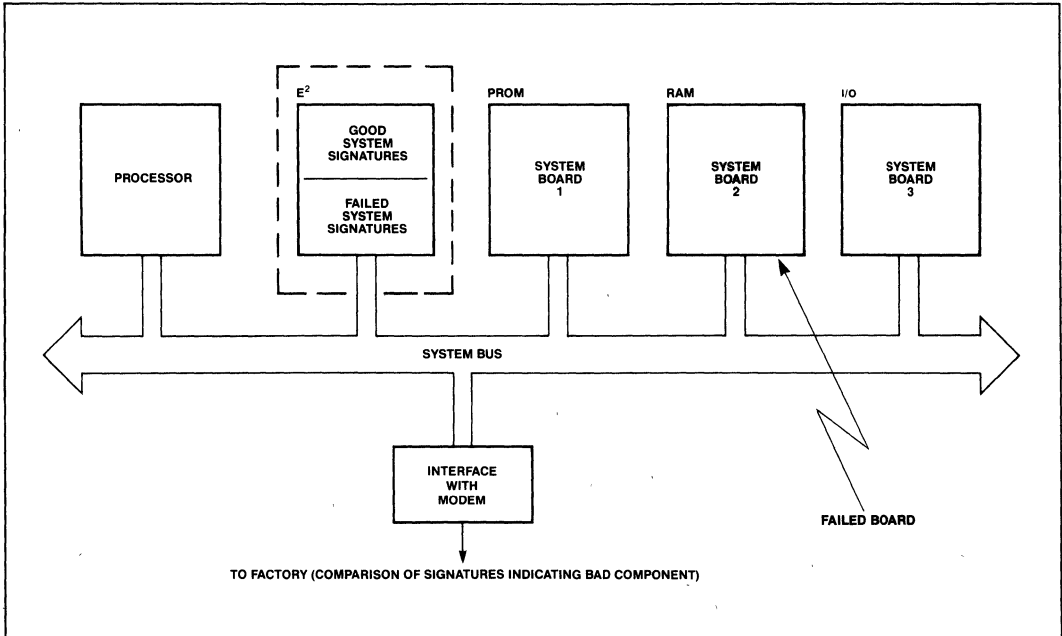 PROCESSOR
E²
GOOD
SYSTEM
SIGNATURES
FAILED
SYSTEM
SIGNATURES
PROM
SYSTEM
BOARD
1
RAM
SYSTEM
BOARD
2
I/O
SYSTEM
BOARD
3
SYSTEM BUS
INTERFACE
WITH
MODEM
FAILED BOARD
TO FACTORY (COMPARISON OF SIGNATURES INDICATING BAD COMPONENT)